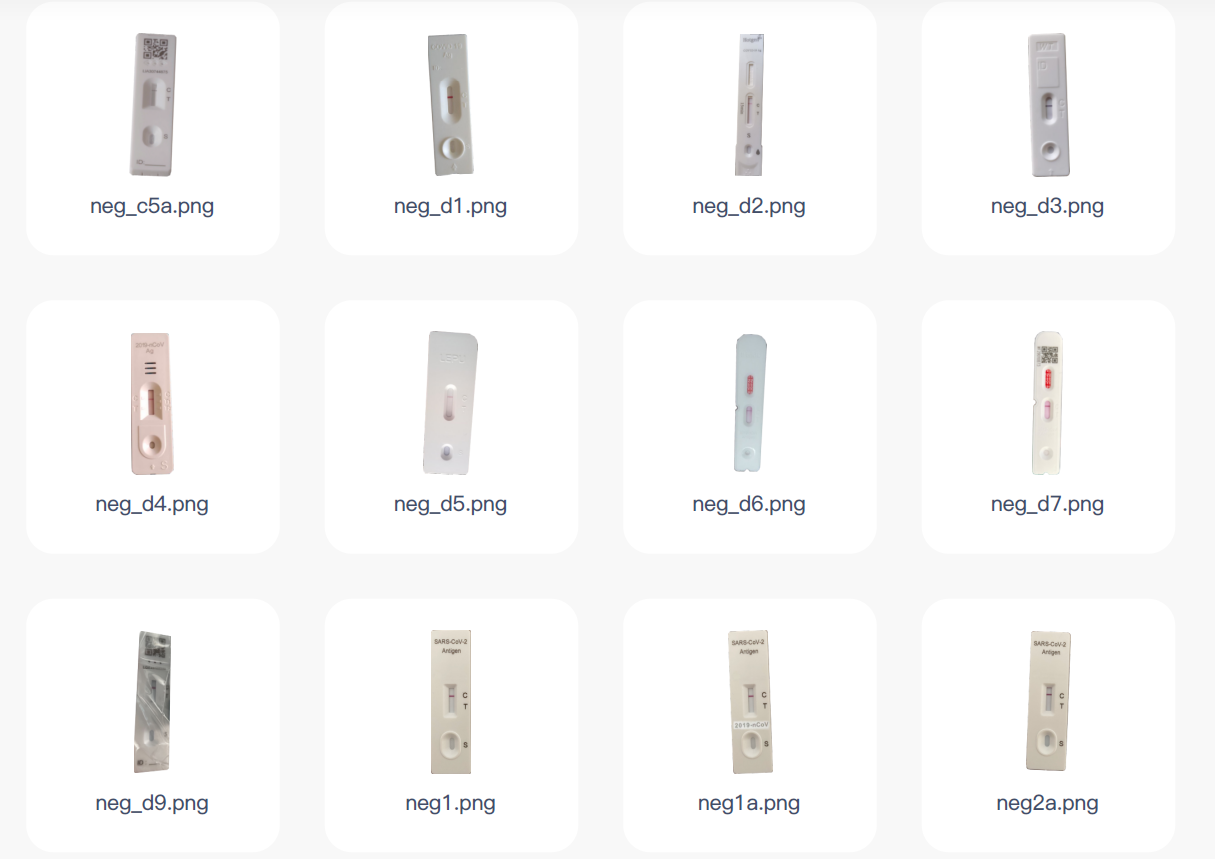 C
T
S
neg_c5a.png
neg_d1.png
neg_d2.png
neg_d3.png
2019-nCoV
Ag
neg_d4.png
neg_d5.png
neg_d6.png
neg_d7.png
neg_d9.png
SARS-CoV-2
Antigen
C
T
S
neg1.png
SARS-CoV-2
Antigen
C
T
2019-nCoV
S
neg1a.png
SARS-CoV-2
Antigen
C
T
S
neg2a.png